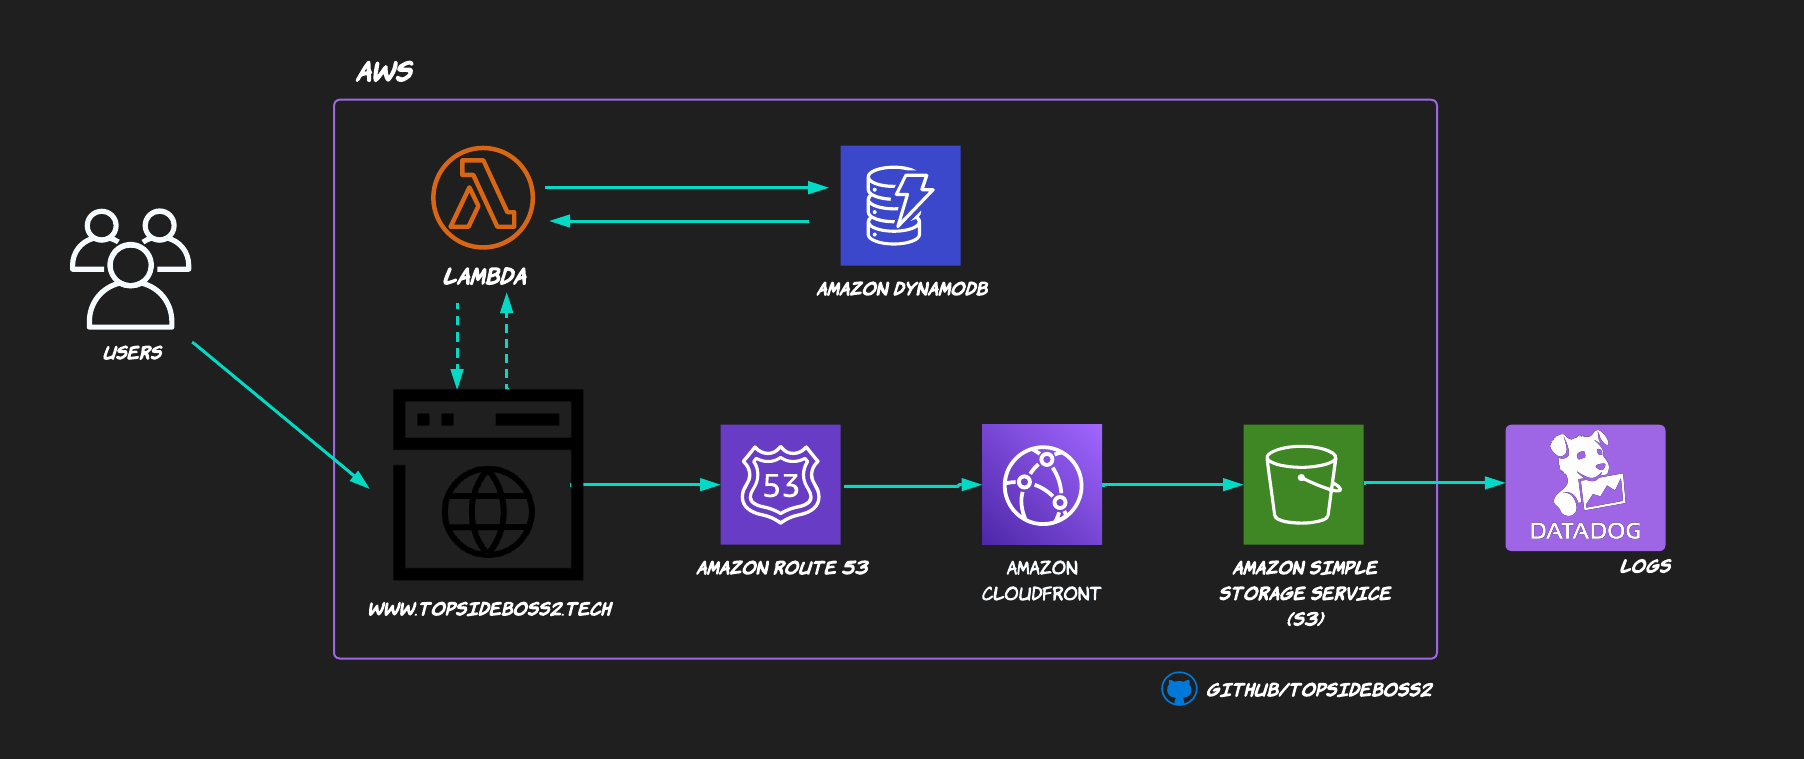 AWS
LAMBDA
AMAZON DYNAMODB
USERS
53
DATADOG
WWW.TOPSIDEBOSS2.TECH
AMAZON ROUTE 53
AMAZON
CLOUDFRONT
AMAZON SIMPLE
STORAGE SERVICE
(S3)
LOGS
GITHUB/TOPSIDEBOSS2